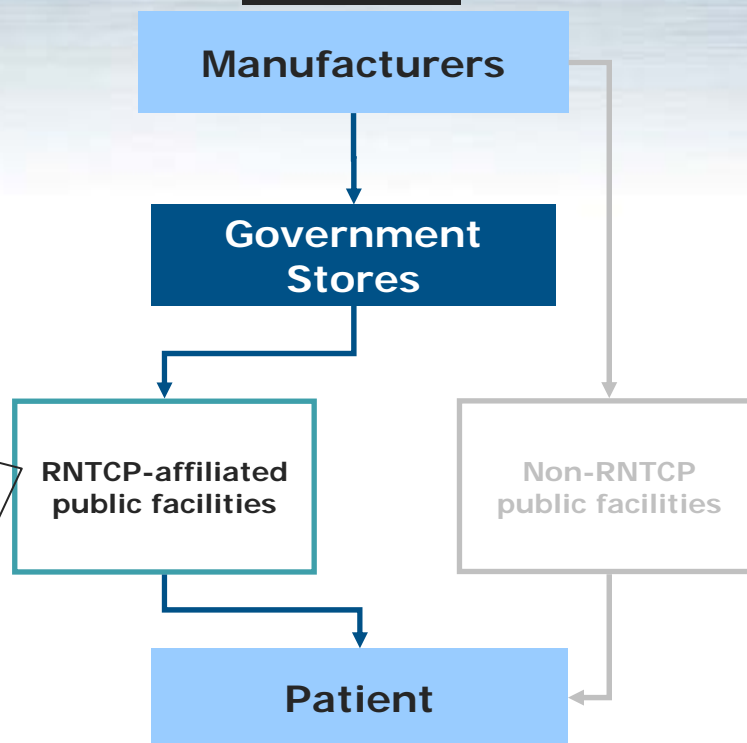 Manufacturers
Government
Stores
RNTCP-affiliated
public facilities
Non-RNTCP
public facilities
Patient